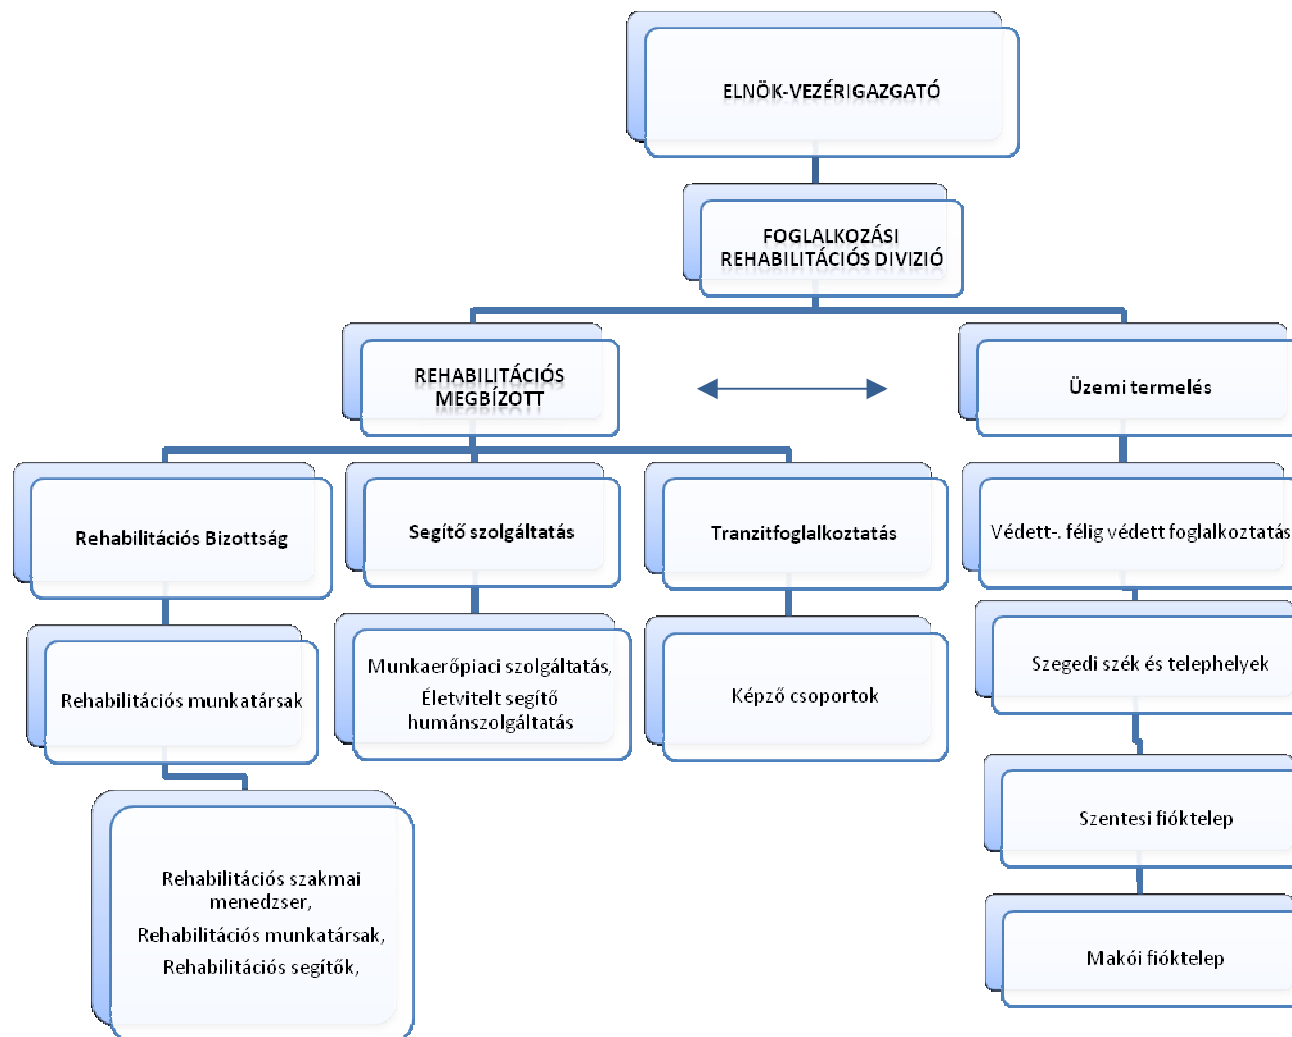 ELNÖK-VEZÉRIGAZGATÓ
FOGLALKOZÁSI
REHABILITÁCIÓS DIVIZIÓ
REHABILITÁCIÓS
MEGBÍZOTT
Üzemi termelés
Rehabilitációs Bizottság
Segítő szolgáltatás
Tranzitfoglalkoztatás
Védett-. félig védett foglalkoztatás
Rehabilitációs munkatársak
Munkaerőpiaci szolgáltatás,
Életvitelt segítő
humánszolgáltatás
Képző csoportok
Szegedi szék és telephelyek
Rehabilitációs szakmai
menedzser,
Rehabilitációs munkatársak,
Rehabilitációs segítők,
Szentesi fióktelep
Makói fióktelep